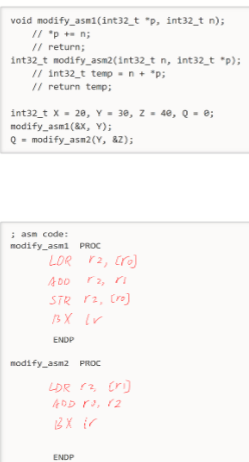 void modify_asm1(int32_t *p, int32_t n);
// *p += n;
// return;
int32_t modify_asm2(int32_t n, int32_t *p);
// int32_t temp = n + *p;
// return temp;
int32_t X = 20, Y = 30, Z = 40, Q = 0;
modify_asm1(&X, Y);
Q = modify_asm2(Y, &Z);
; asm code:
modify_asm1 PROC
LDR r2, [r0]
ADD r2, r1
STR r2, [r0]
BX lr
ENDP
modify_asm2 PROC
LDR r2, [r1]
ADD r0, r2
BX lr
ENDP